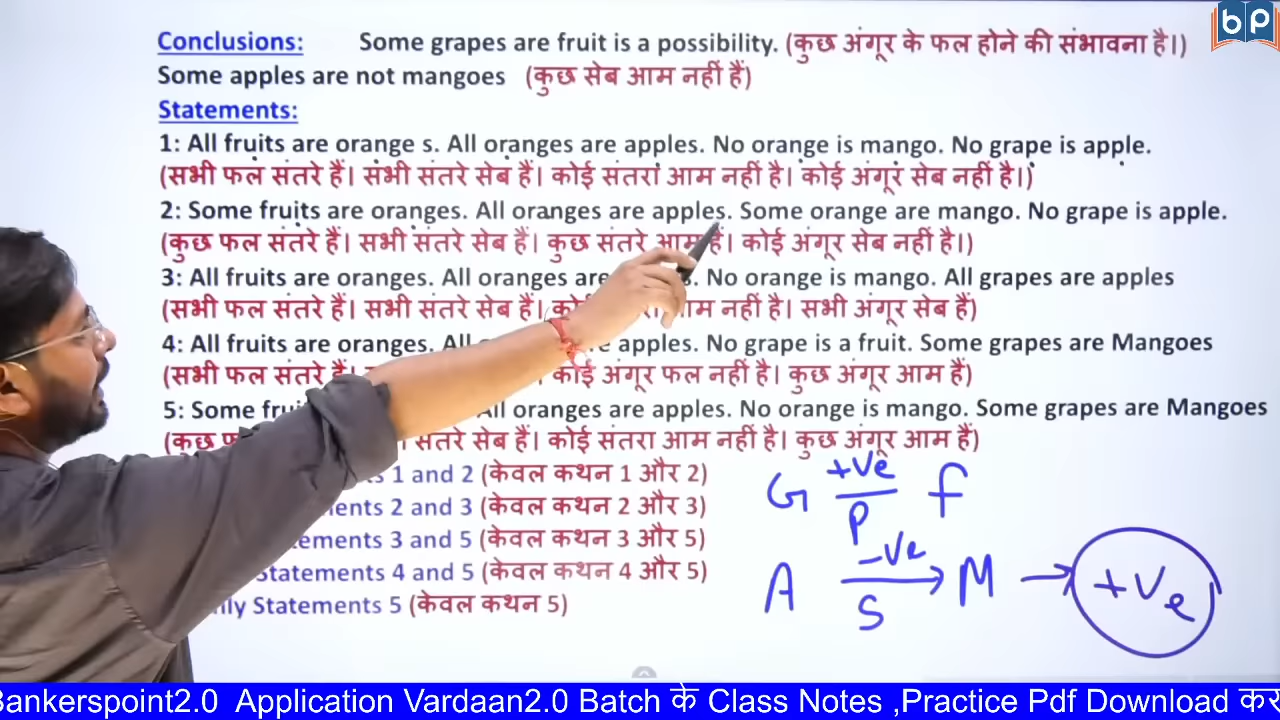 bp
Conclusions: Some grapes are fruit is a possibility. (कुछ अंगूर के फल होने की संभावना है।)
Some apples are not mangoes (कुछ सेब आम नहीं हैं)
Statements:
1: All fruits are orange s. All oranges are apples. No orange is mango. No grape is apple.
(सभी फल संतरे हैं। सभी संतरे सेब हैं। कोई संतरा आम नहीं है। कोई अंगूर सेब नहीं है।)
2: Some fruits are oranges. All oranges are apples. Some orange are mango. No grape is apple.
(कुछ फल संतरे हैं। सभी संतरे सेब हैं। कुछ संतरे आम है। कोई अंगूर सेब नहीं है।)
3: All fruits are oranges. All oranges are No orange is mango. All grapes are apples
(सभी फल संतरे हैं। सभी संतरे सेब हैं। आम नहीं है। सभी अंगूर सेब हैं)
4: All fruits are oranges. apples. No grape is a fruit. Some grapes are Mangoes
(सभी फल संतरे कोई अंगूर फल नहीं है। कुछ अंगूर आम हैं)
5: Some All oranges are apples. No orange is mango. Some grapes are Mangoes
(कुछ संतरे सेब हैं। कोई संतरा आम नहीं है। कुछ अंगूर आम हैं)
1 and 2 (केवल कथन 1 और 2)
2 and 3 (केवल कथन 2 और 3)
3 and 5 (केवल कथन 3 और 5)
Statements 4 and 5 (केवल कथन 4 और 5)
Statements 5 (केवल कथन 5)
G +ve P F
A -ve S M → +ve
Bankerspoint2.0 Application Vardaan2.0 Batch के Class Notes ,Practice Pdf Download कर